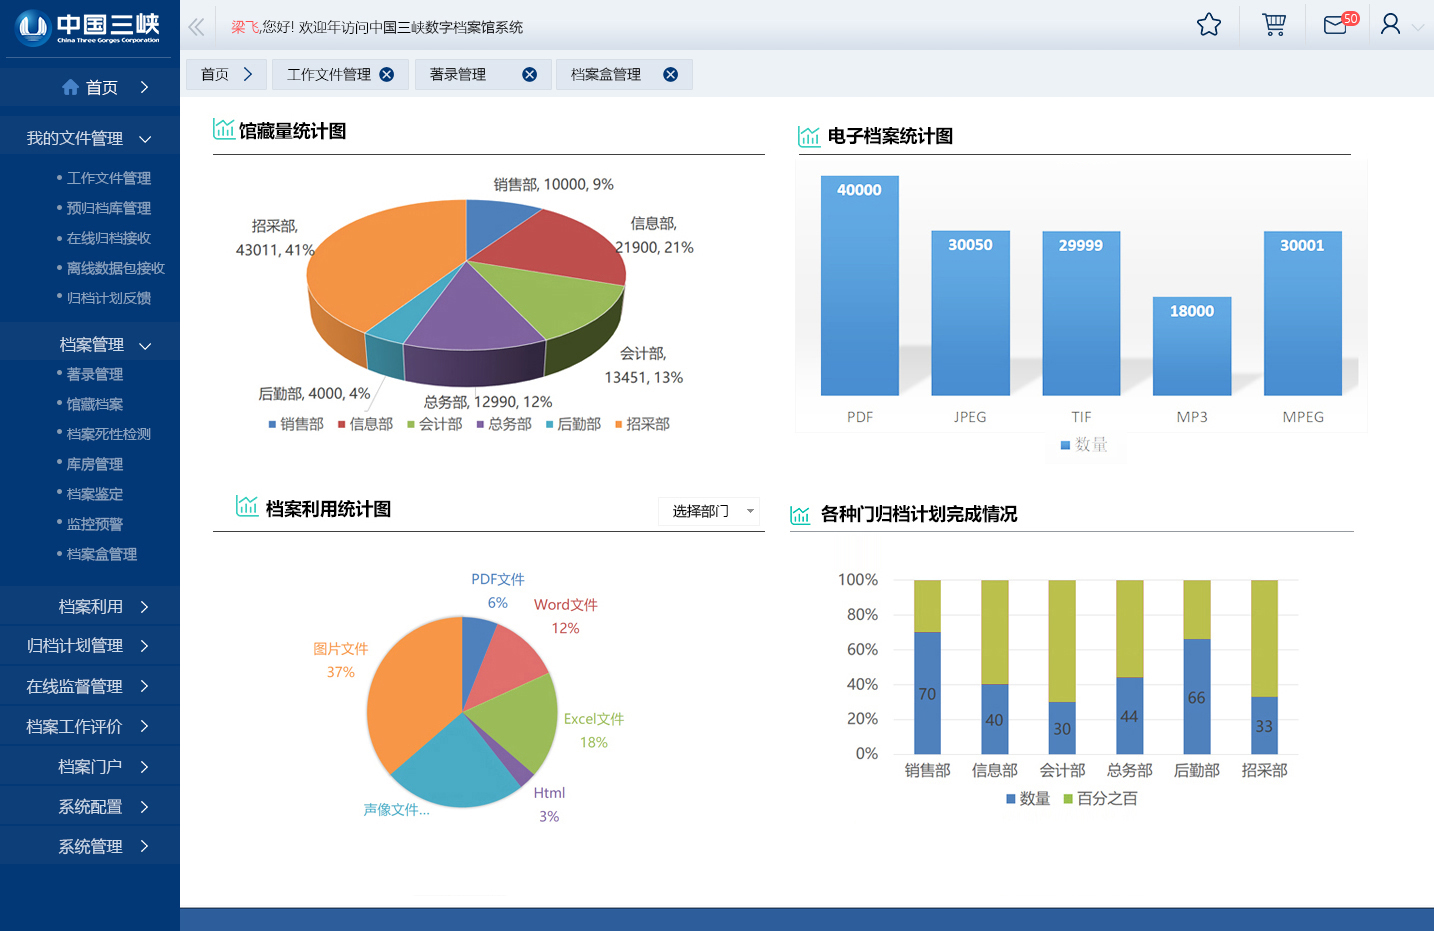 中国三峡
China Three Gorges Corporation
首页
我的文件管理
工作文件管理
预归档库管理
在线归档接收
离线数据包接收
归档计划反馈
档案管理
著录管理
馆藏档案
档案死性检测
库房管理
档案鉴定
监控预警
档案盒管理
档案利用
归档计划管理
在线监督管理
档案工作评价
档案门户
系统配置
系统管理
梁飞,您好! 欢迎年访问中国三峡数字档案馆系统
50
首页
工作文件管理
著录管理
档案盒管理
馆藏量统计图
销售部, 10000, 9%
信息部,
21900, 21%
招采部,
43011, 41%
会计部,
13451, 13%
后勤部, 4000, 4%
总务部, 12990, 12%
销售部 信息部 会计部 总务部 后勤部 招采部
电子档案统计图
40000
30050
29999
18000
30001
PDF JPEG TIF MP3 MPEG
数量
档案利用统计图
选择部门
PDF文件
6%
Word文件
12%
图片文件
37%
Excel文件
18%
Html
3%
声像文件...
各种门归档计划完成情况
100%
80%
60%
40%
20%
0%
70
40
30
44
66
33
销售部 信息部 会计部 总务部 后勤部 招采部
数量 百分之百